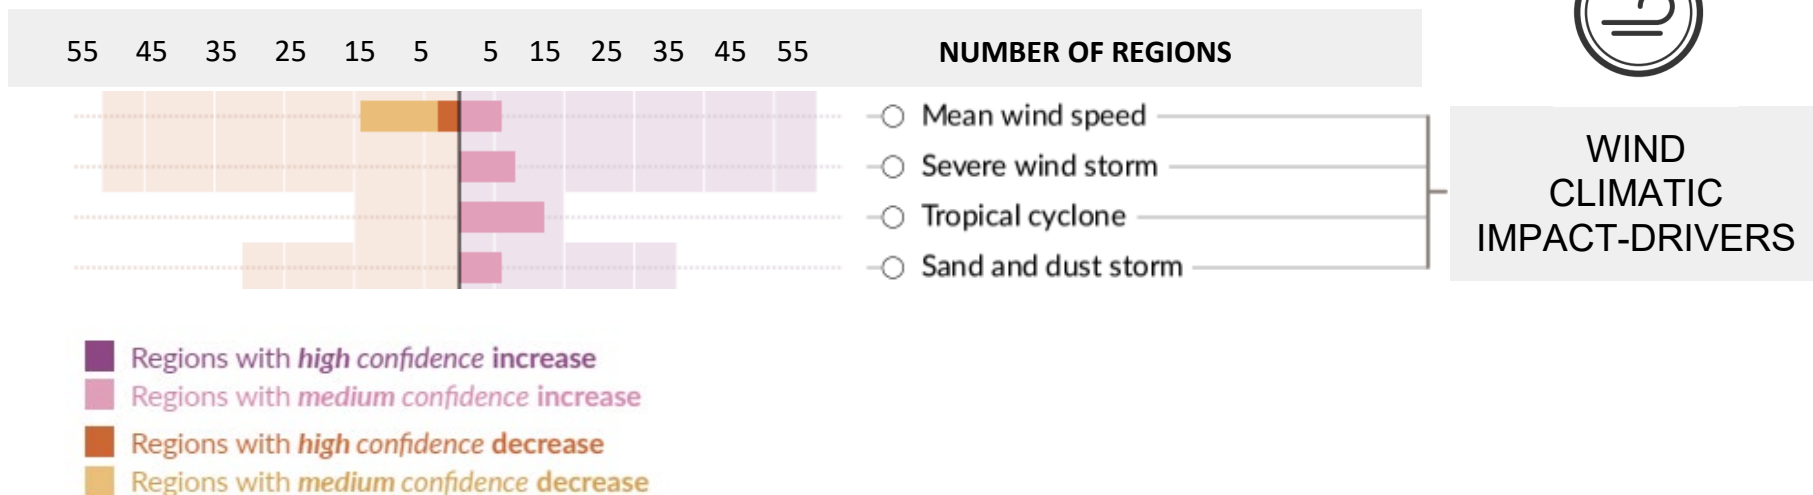 55 45 35 25 15 5 5 15 25 35 45 55 NUMBER OF REGIONS
Mean wind speed
Severe wind storm
Tropical cyclone
Sand and dust storm
WIND
CLIMATIC
IMPACT-DRIVERS
Regions with high confidence increase
Regions with medium confidence increase
Regions with high confidence decrease
Regions with medium confidence decrease